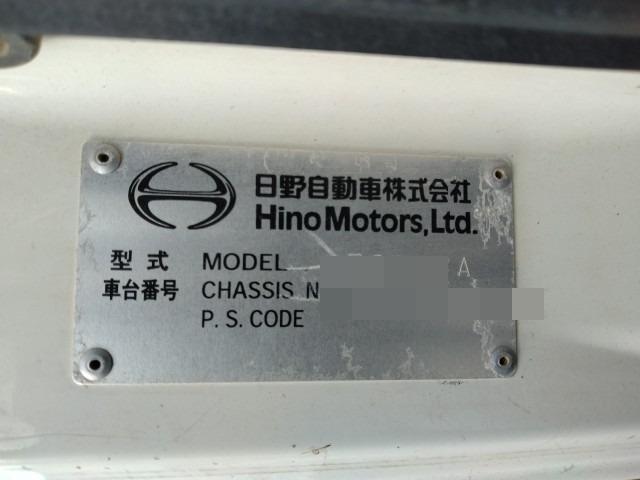 日野自動車株式会社
Hino Motors, Ltd.
型式 MODEL A
車台番号 CHASSIS N
P.S.CODE